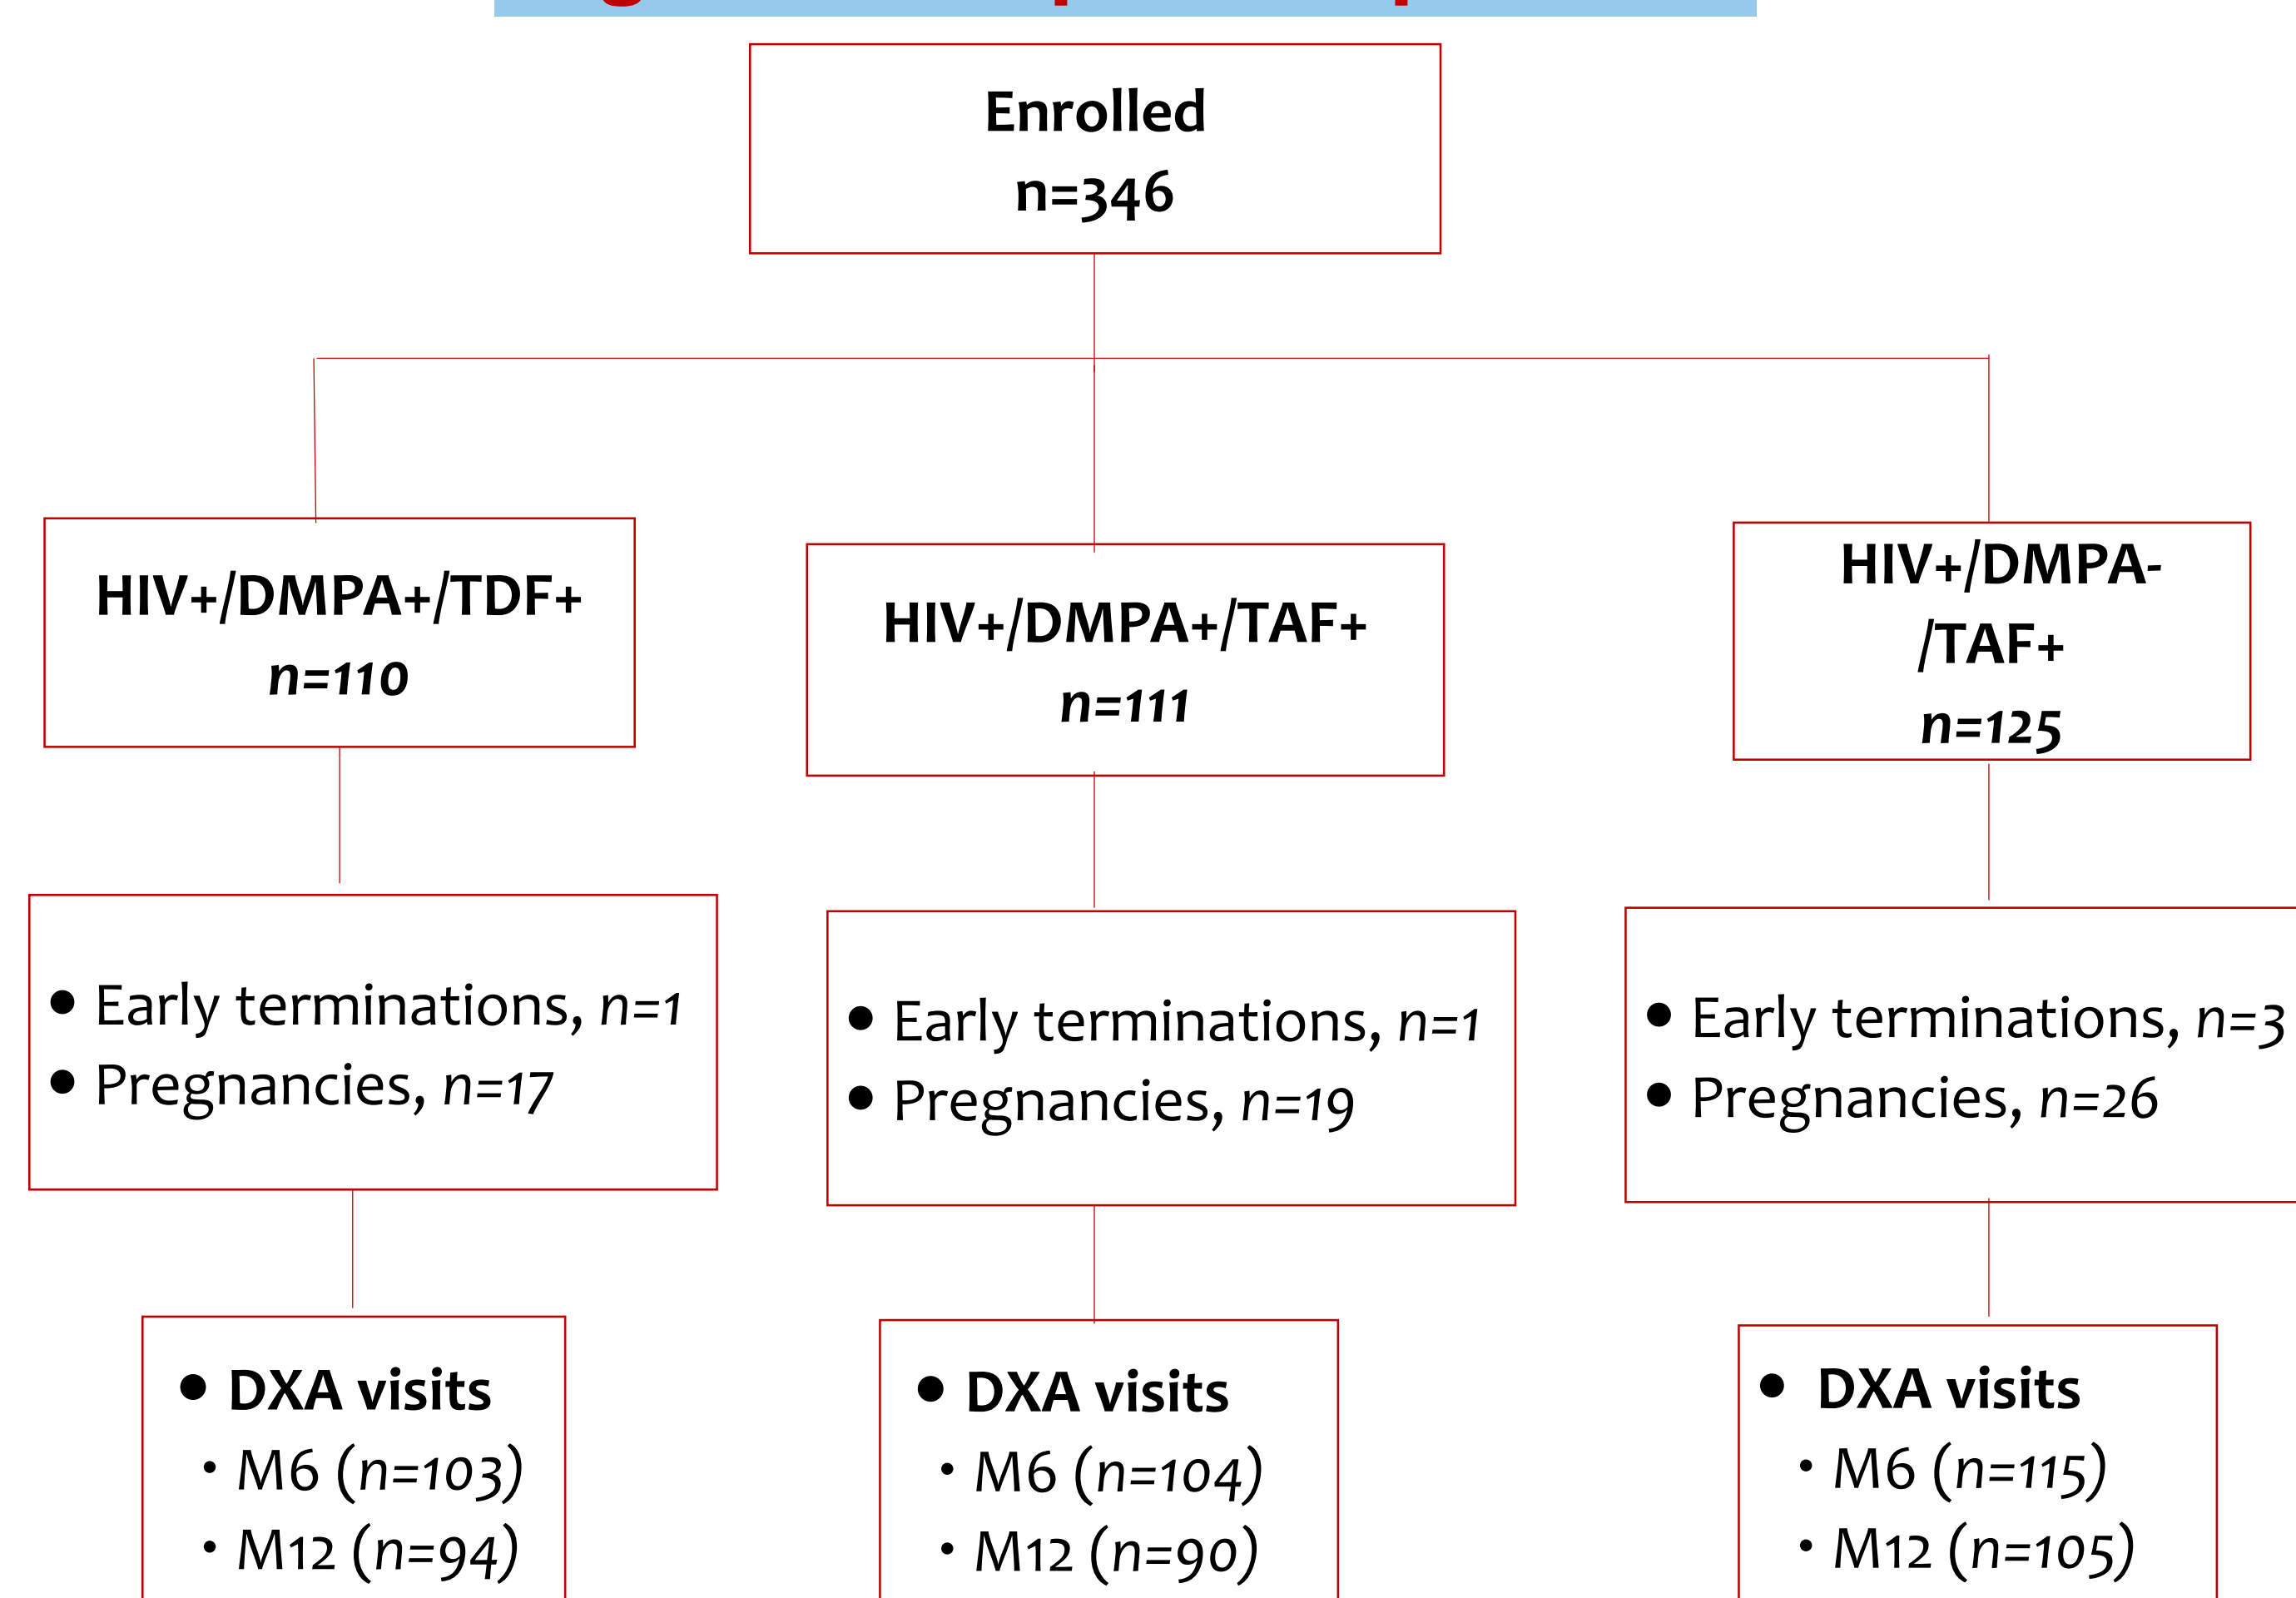 Enrolled
n=346
HIV+/DMPA+/TDF+
n=110
HIV+/DMPA+/TAF+
n=111
HIV+/DMPA-
/TAF+
n=125
● Early terminations, n=1
● Pregnancies, n=17
● Early terminations, n=1
● Pregnancies, n=19
● Early terminations, n=3
● Pregnancies, n=26
● DXA visits
• M6 (n=103)
• M12 (n=94)
● DXA visits
• M6 (n=104)
• M12 (n=90)
● DXA visits
• M6 (n=115)
• M12 (n=105)